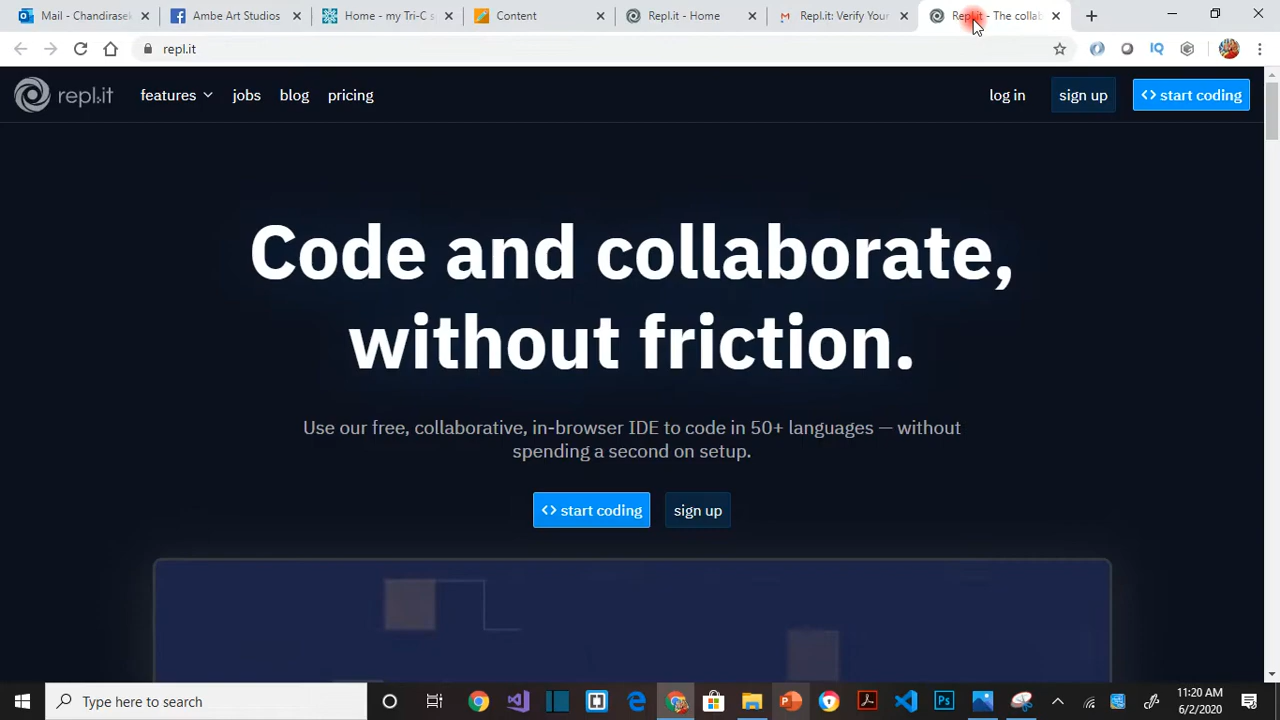 Mail - Chandirasek
Ambe Art Studios
Home - my Tri-C s
Content
Repl.it - Home
Repl.it: Verify Your
Repl.it - The collab
repl.it
IQ
repl.it
features
jobs
blog
pricing
log in
sign up
<> start coding
Code and collaborate,
without friction.
Use our free, collaborative, in-browser IDE to code in 50+ languages — without
spending a second on setup.
<> start coding
sign up
Type here to search
Ps
11:20 AM
6/2/2020